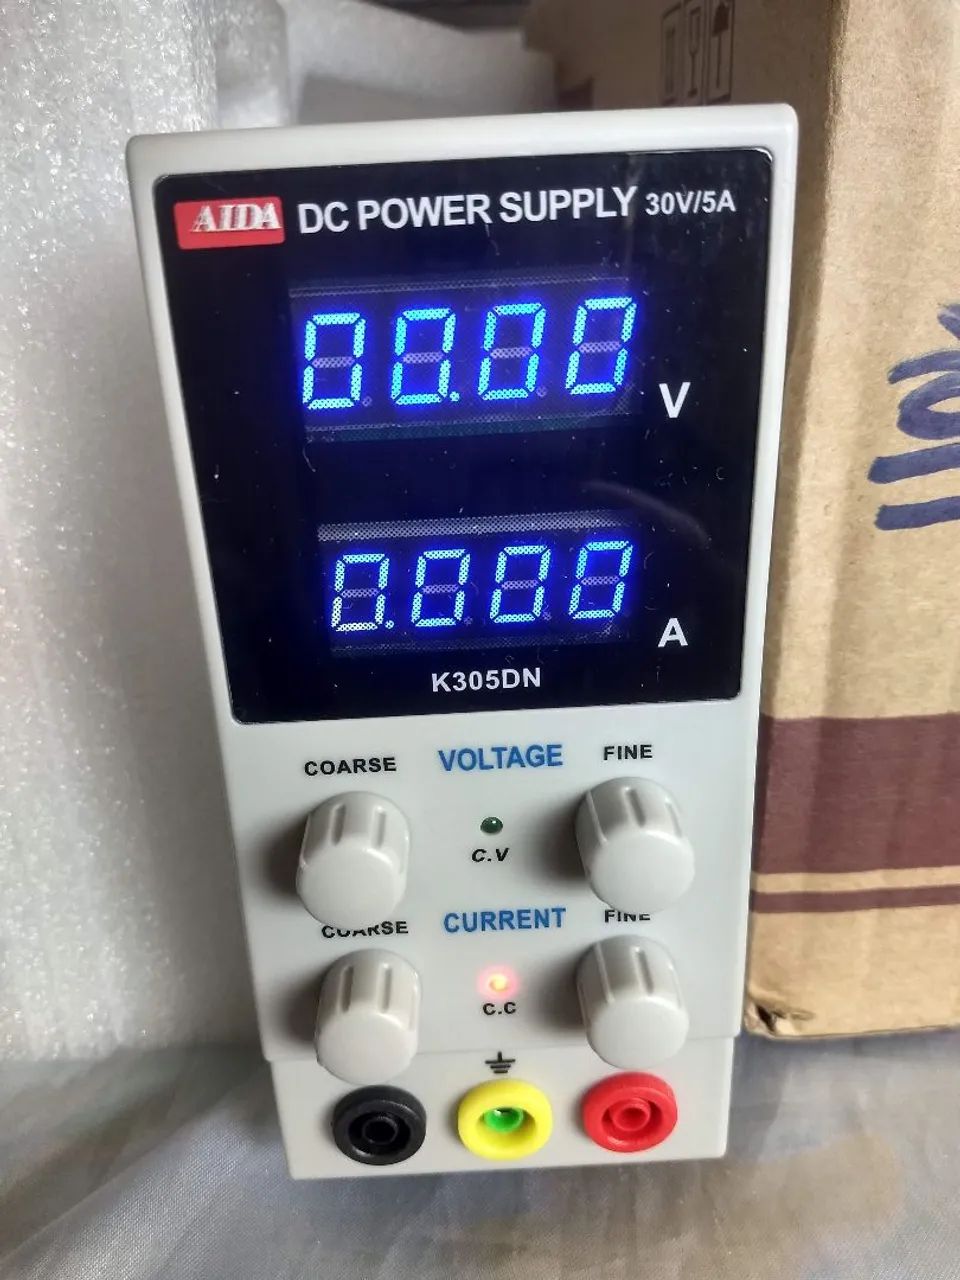 AIDA DC POWER SUPPLY 30V/5A
00.00 V
0.000 A
K305DN
COARSE VOLTAGE FINE
C.V
COARSE CURRENT FINE
C.C